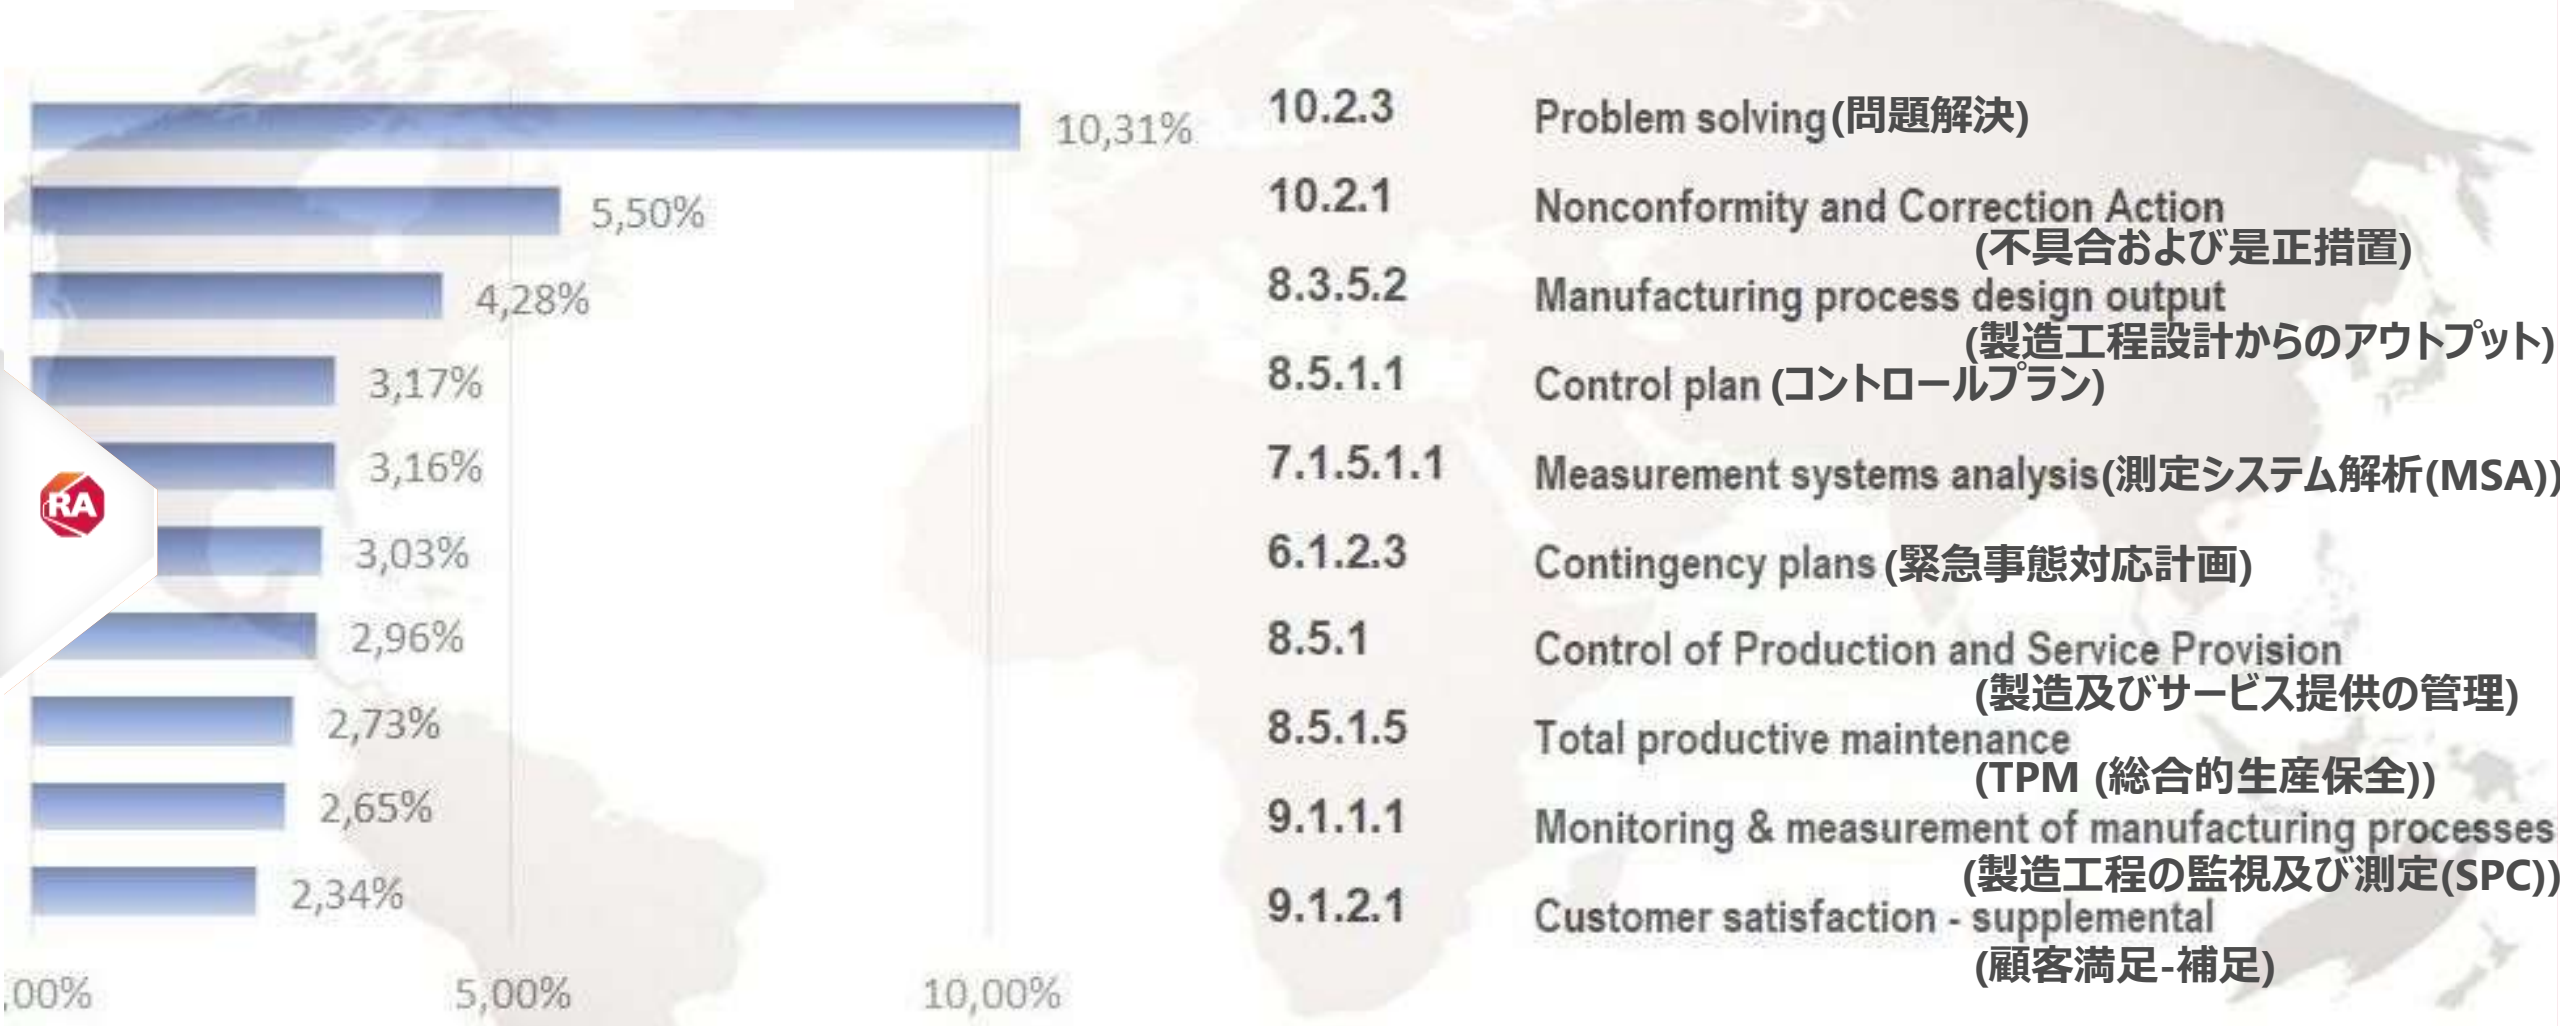 10,31% 10.2.3 Problem solving(問題解決)
5,50% 10.2.1 Nonconformity and Correction Action
(不具合および是正措置)
4,28% 8.3.5.2 Manufacturing process design output
(製造工程設計からのアウトプット)
3,17% 8.5.1.1 Control plan (コントロールプラン)
3,16% 7.1.5.1.1 Measurement systems analysis(測定システム解析(MSA))
RA
3,03% 6.1.2.3 Contingency plans (緊急事態対応計画)
2,96% 8.5.1 Control of Production and Service Provision
(製造及びサービス提供の管理)
2,73% 8.5.1.5 Total productive maintenance
(TPM (総合的生産保全))
2,65% 9.1.1.1 Monitoring & measurement of manufacturing processes
(製造工程の監視及び測定(SPC))
2,34% 9.1.2.1 Customer satisfaction - supplemental
(顧客満足-補足)
,00% 5,00% 10,00%